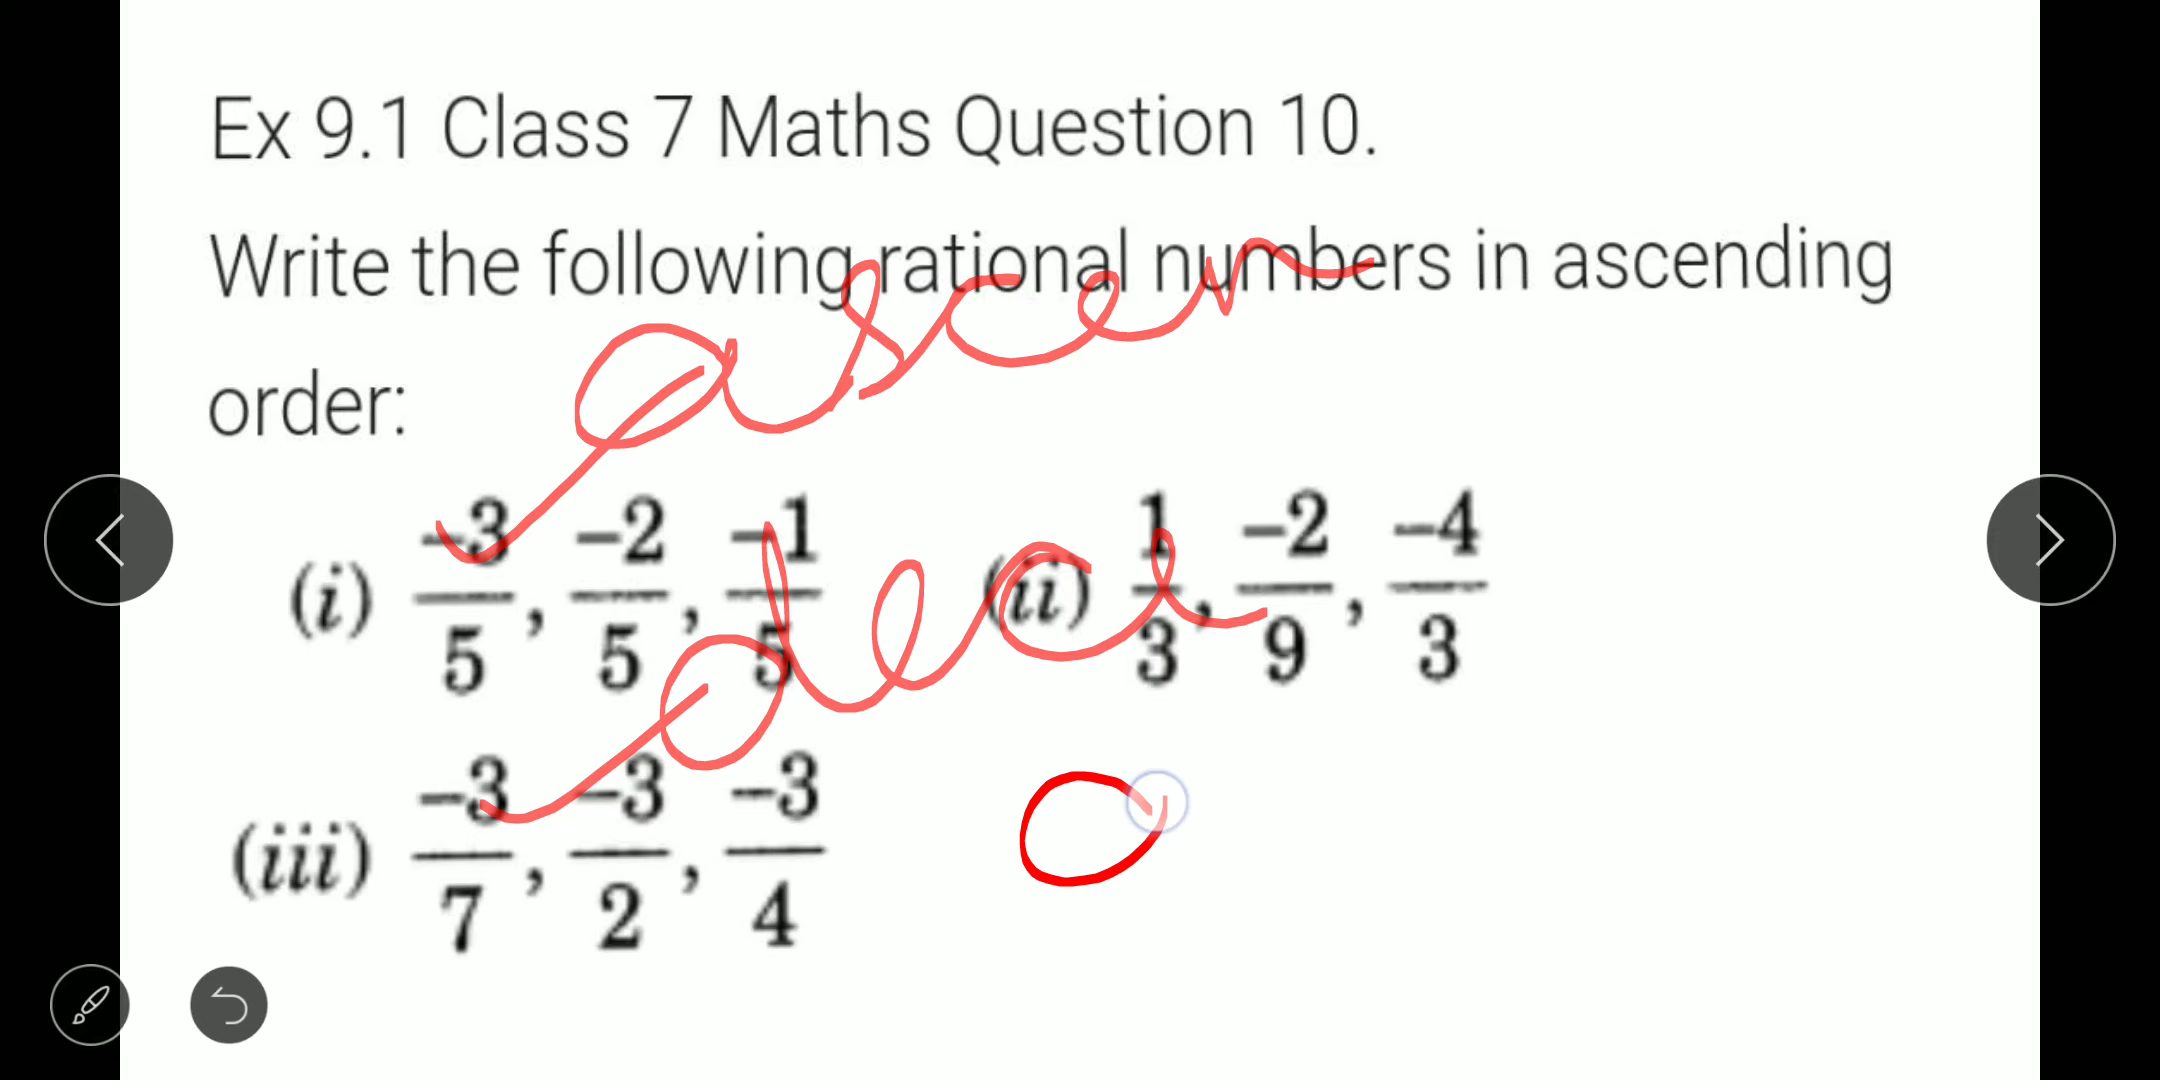 Ex 9.1 Class 7 Maths Question 10.
Write the following rational numbers in ascending
order:
ascen
(i) -3/5, -2/5, -1/5 (ii) 1/3, -2/9, -4/3
(iii) -3/7, -3/2, -3/4